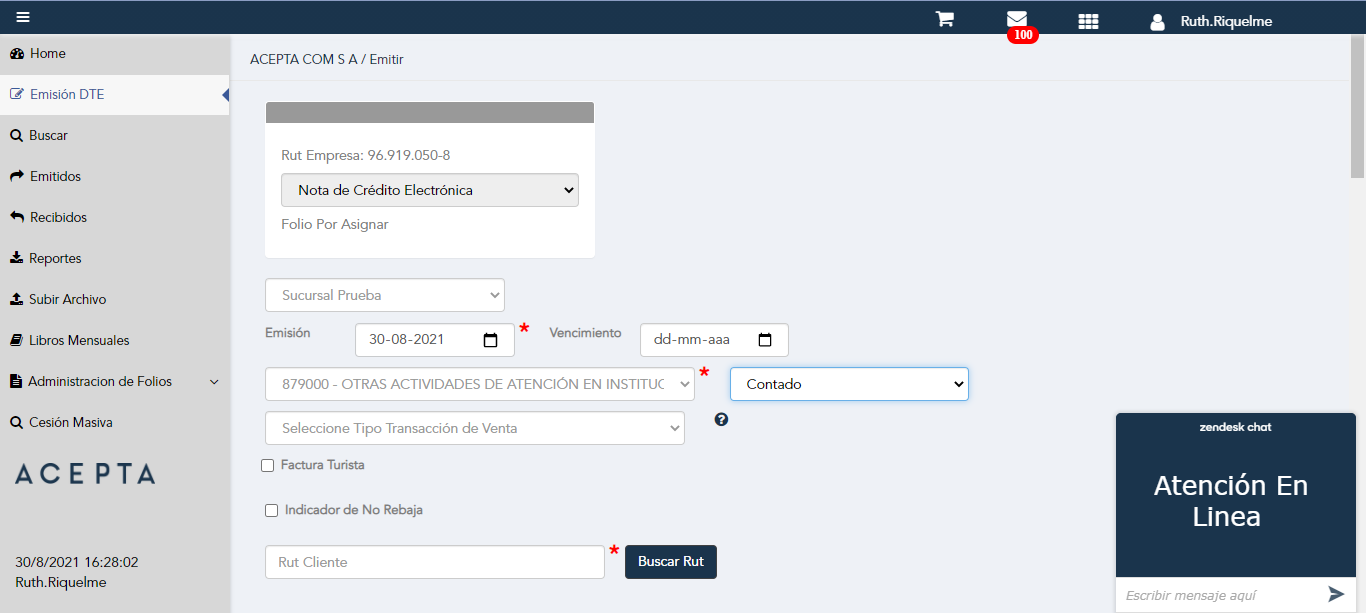 100
Ruth.Riquelme
Home
Emisión DTE
Buscar
Emitidos
Recibidos
Reportes
Subir Archivo
Libros Mensuales
Administracion de Folios
Cesión Masiva
ACEPTA
30/8/2021 16:28:02
Ruth.Riquelme
ACEPTA COM S A / Emitir
Rut Empresa: 96.919.050-8
Nota de Crédito Electrónica
Folio Por Asignar
Sucursal Prueba
Emisión 30-08-2021 * Vencimiento dd-mm-aaa
879000 - OTRAS ACTIVIDADES DE ATENCIÓN EN INSTITUC * Contado
Seleccione Tipo Transacción de Venta ?
Factura Turista
Indicador de No Rebaja
Rut Cliente * Buscar Rut
zendesk chat
Atención En
Linea
Escribir mensaje aquí